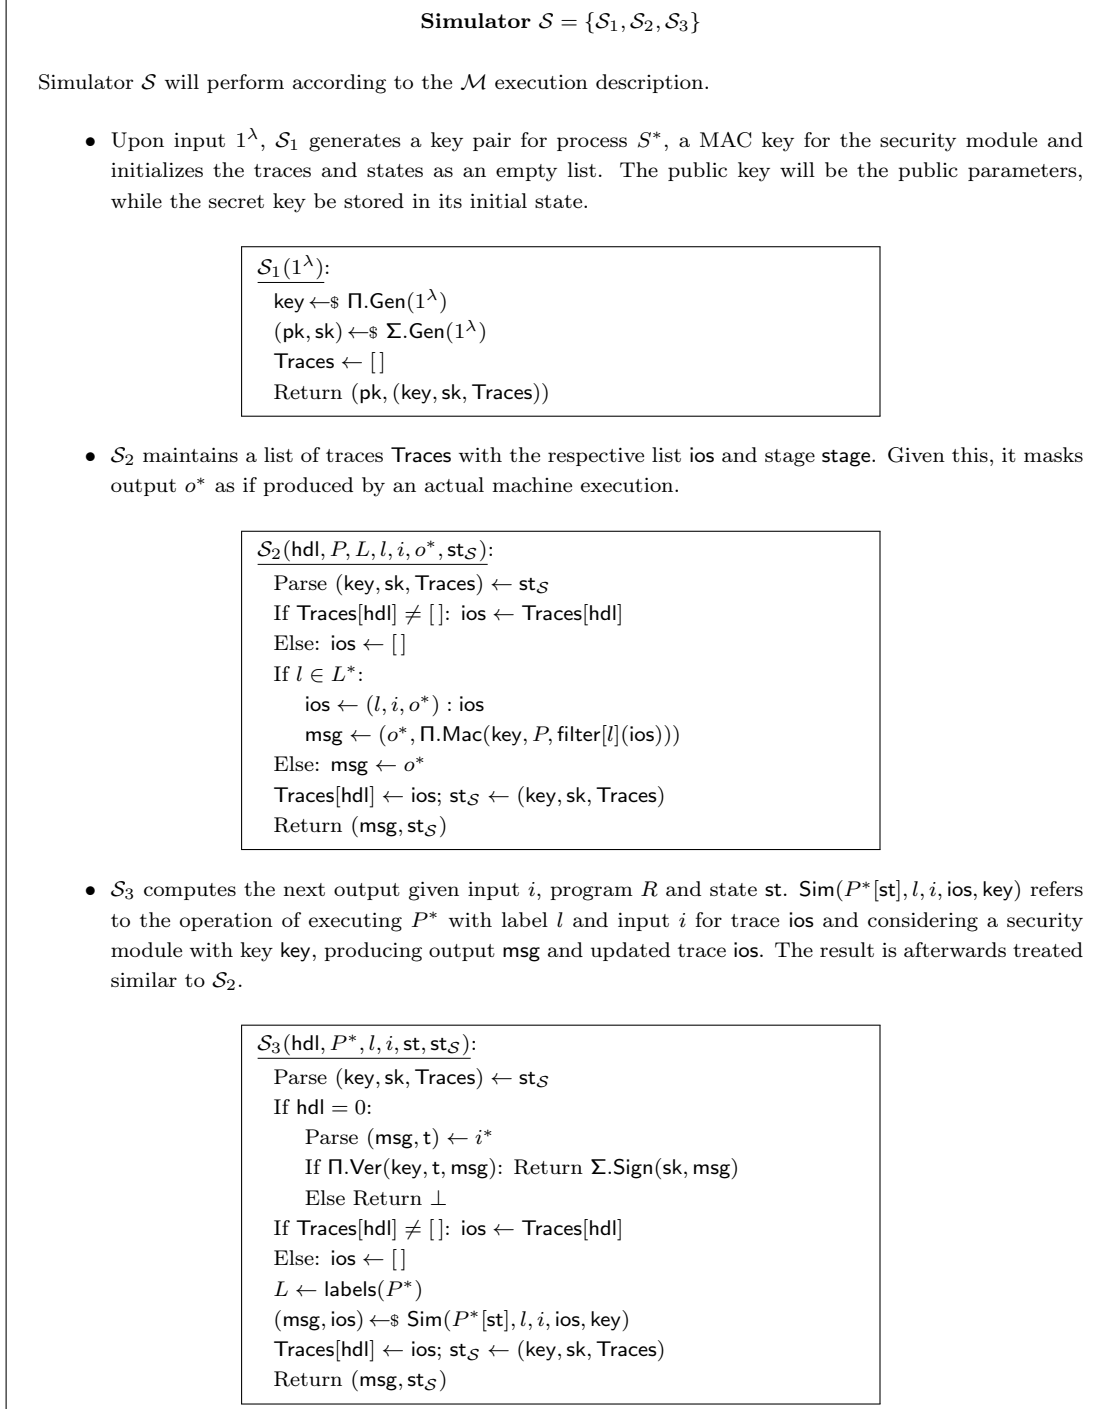 Simulator 𝒮 = {𝒮₁, 𝒮₂, 𝒮₃}
Simulator 𝒮 will perform according to the ℳ execution description.
• Upon input 1^λ, 𝒮₁ generates a key pair for process S*, a MAC key for the security module and
initializes the traces and states as an empty list. The public key will be the public parameters,
while the secret key be stored in its initial state.
𝒮₁(1^λ):
key ←$ Π.Gen(1^λ)
(pk, sk) ←$ Σ.Gen(1^λ)
Traces ← []
Return (pk, (key, sk, Traces))
• 𝒮₂ maintains a list of traces Traces with the respective list ios and stage stage. Given this, it masks
output o* as if produced by an actual machine execution.
𝒮₂(hdl, P, L, l, i, o*, st_𝒮):
Parse (key, sk, Traces) ← st_𝒮
If Traces[hdl] ≠ []: ios ← Traces[hdl]
Else: ios ← []
If l ∈ L*:
ios ← (l, i, o*) : ios
msg ← (o*, Π.Mac(key, P, filter[l](ios)))
Else: msg ← o*
Traces[hdl] ← ios; st_𝒮 ← (key, sk, Traces)
Return (msg, st_𝒮)
• 𝒮₃ computes the next output given input i, program R and state st. Sim(P*[st], l, i, ios, key) refers
to the operation of executing P* with label l and input i for trace ios and considering a security
module with key key, producing output msg and updated trace ios. The result is afterwards treated
similar to 𝒮₂.
𝒮₃(hdl, P*, l, i, st, st_𝒮):
Parse (key, sk, Traces) ← st_𝒮
If hdl = 0:
Parse (msg, t) ← i*
If Π.Ver(key, t, msg): Return Σ.Sign(sk, msg)
Else Return ⊥
If Traces[hdl] ≠ []: ios ← Traces[hdl]
Else: ios ← []
L ← labels(P*)
(msg, ios) ←$ Sim(P*[st], l, i, ios, key)
Traces[hdl] ← ios; st_𝒮 ← (key, sk, Traces)
Return (msg, st_𝒮)